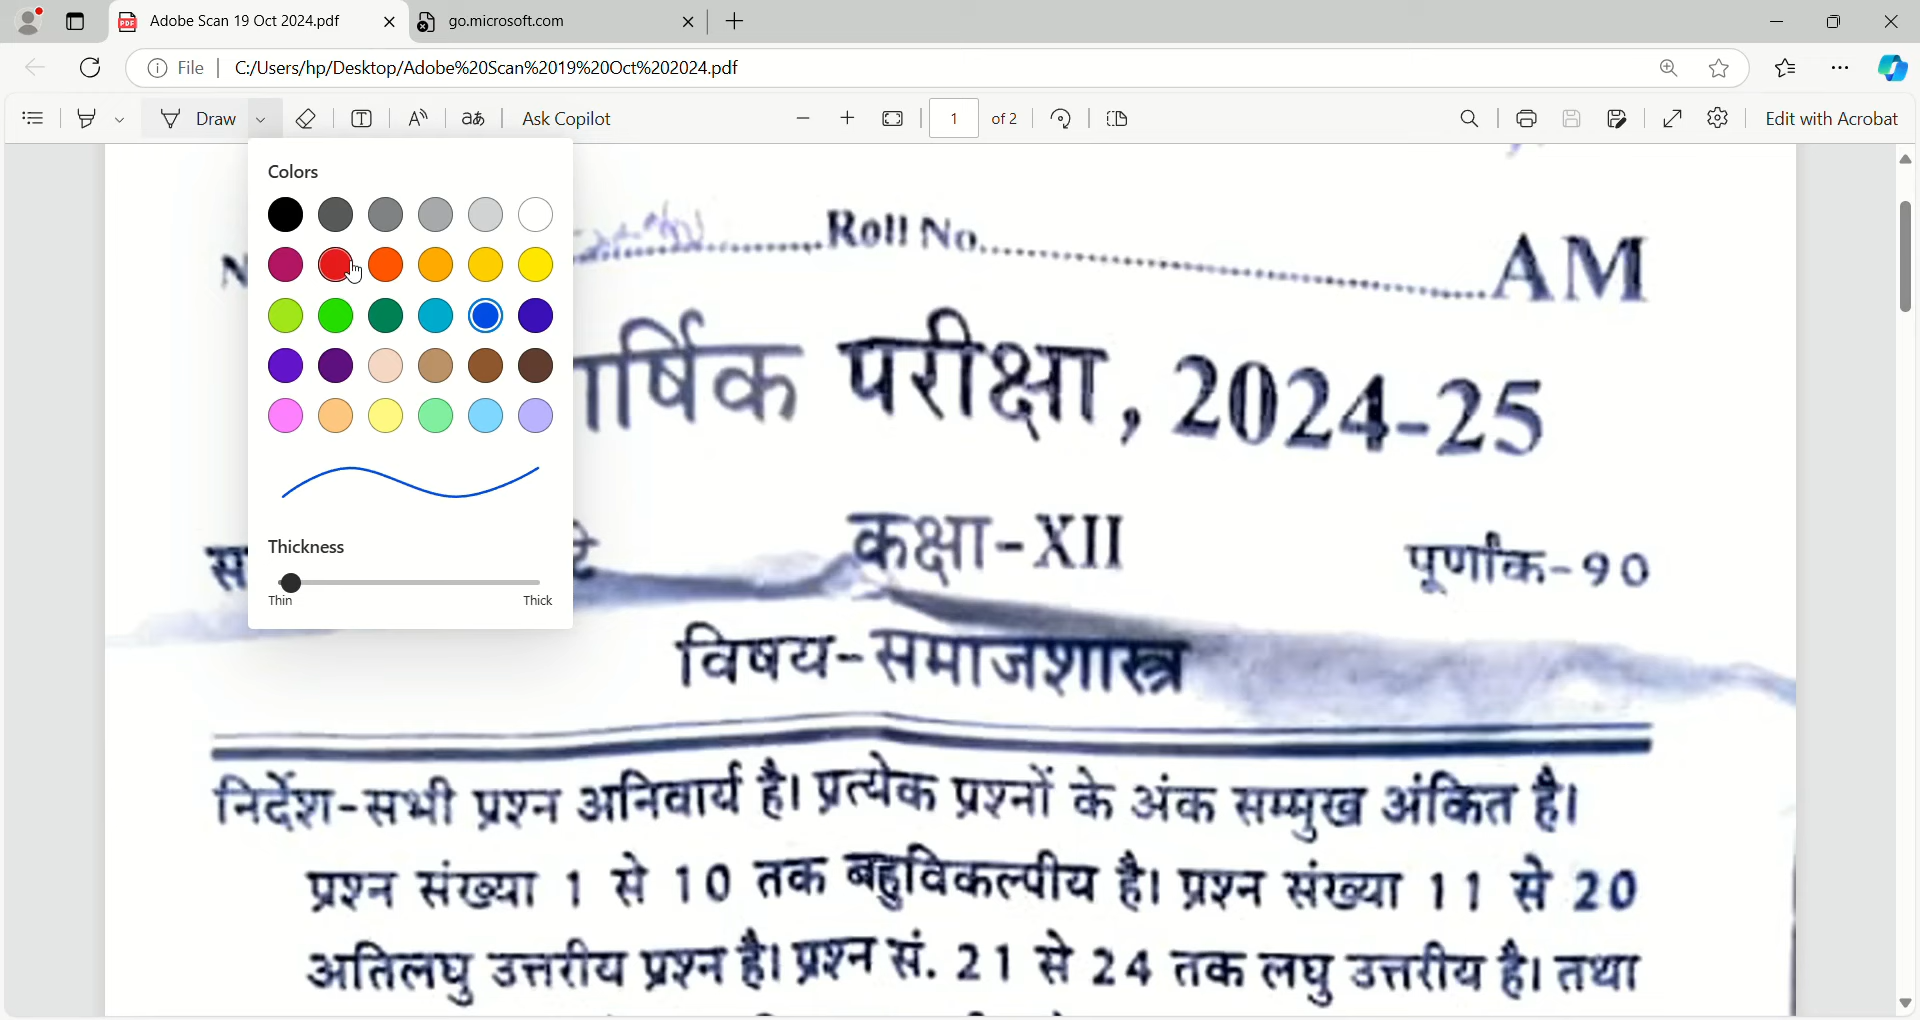 Adobe Scan 19 Oct 2024.pdf
go.microsoft.com
File
C:/Users/hp/Desktop/Adobe%20Scan%2019%20Oct%202024.pdf
Draw
Ask Copilot
1 of 2
Edit with Acrobat
Colors
Thickness
Thin
Thick
Roll No.
AM
र्षिक परीक्षा, 2024-25
कक्षा-XII
पूर्णांक-90
विषय-समाजशास्त्र
निर्देश-सभी प्रश्न अनिवार्य है। प्रत्येक प्रश्नों के अंक सम्मुख अंकित है।
प्रश्न संख्या 1 से 10 तक बहुविकल्पीय है। प्रश्न संख्या 11 से 20
अतिलघु उत्तरीय प्रश्न है। प्रश्न सं. 21 से 24 तक लघु उत्तरीय है। तथा